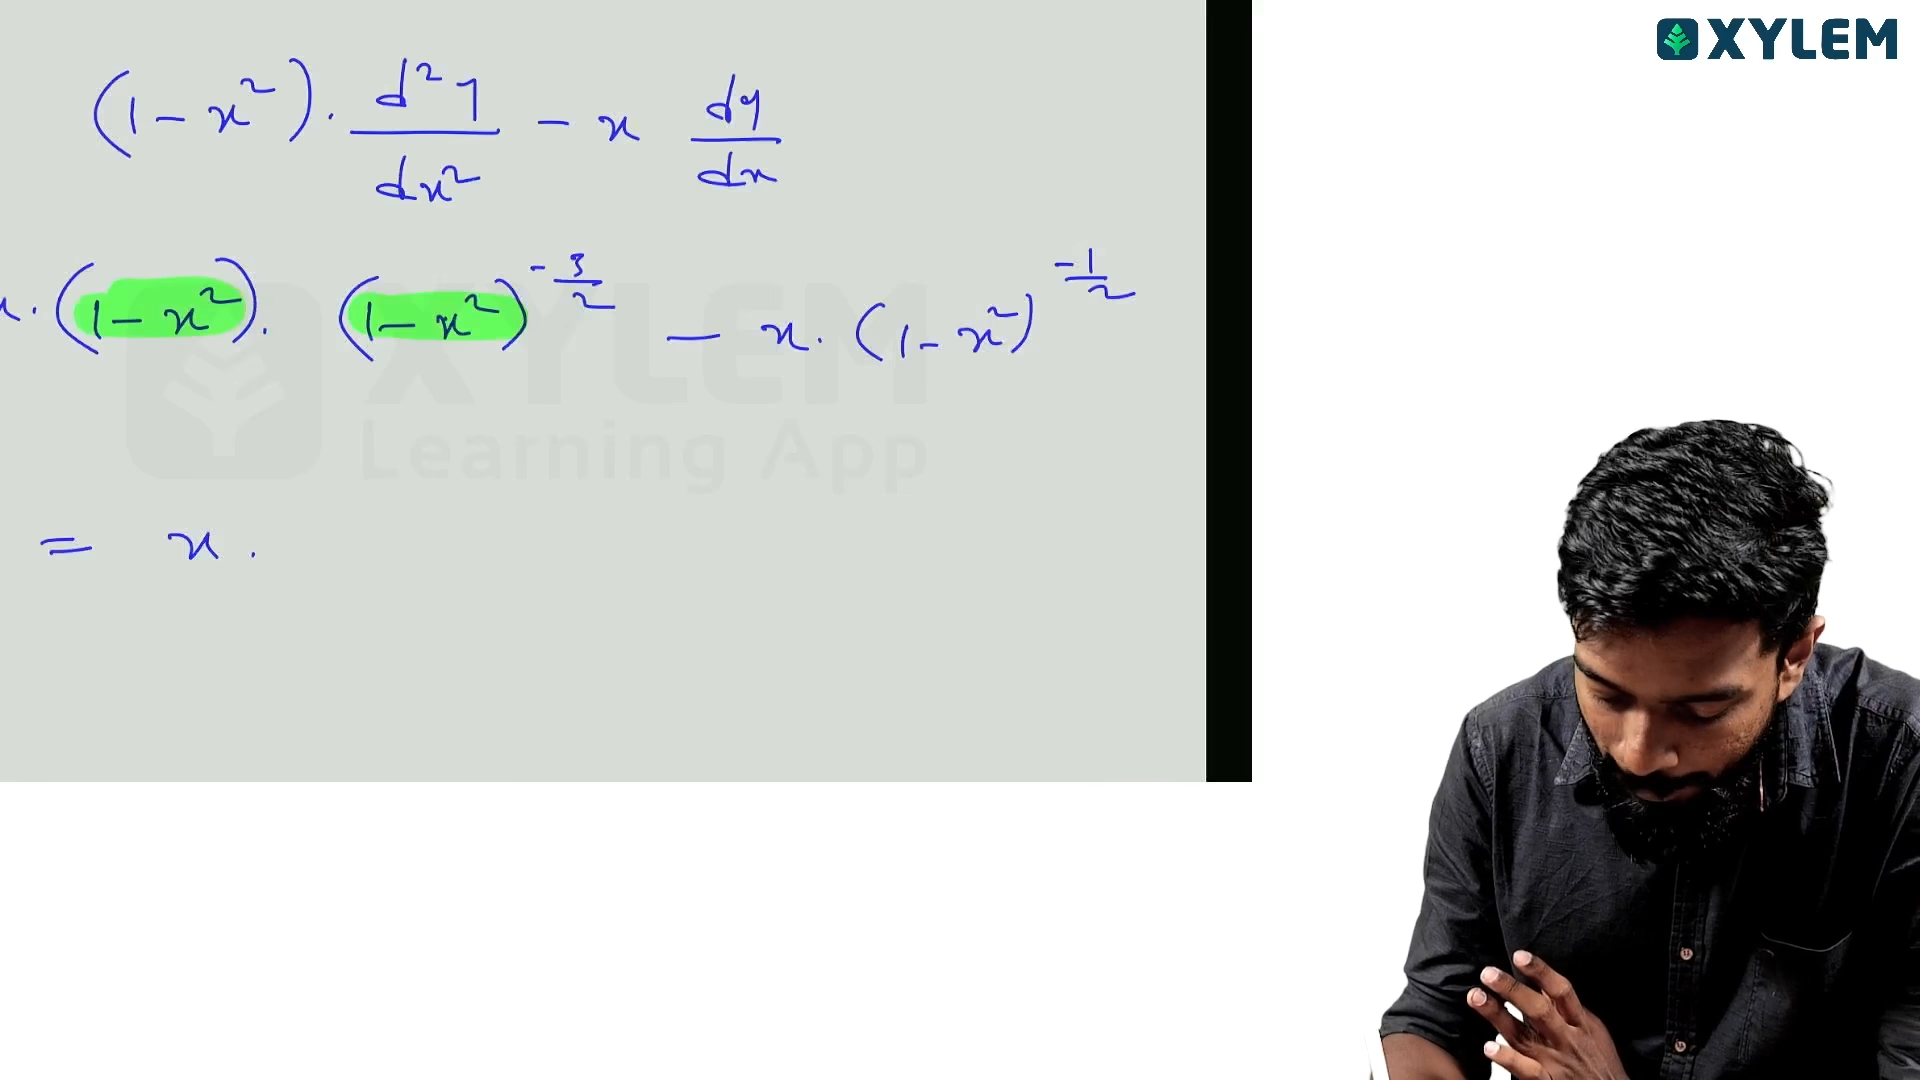 XYLEM
(1 - x²) . d²y/dx² - x dy/dx
x . (1 - x²) . (1 - x²)^(-3/2) - x . (1 - x²)^(-1/2)
XYLEM
Learning App
= x .